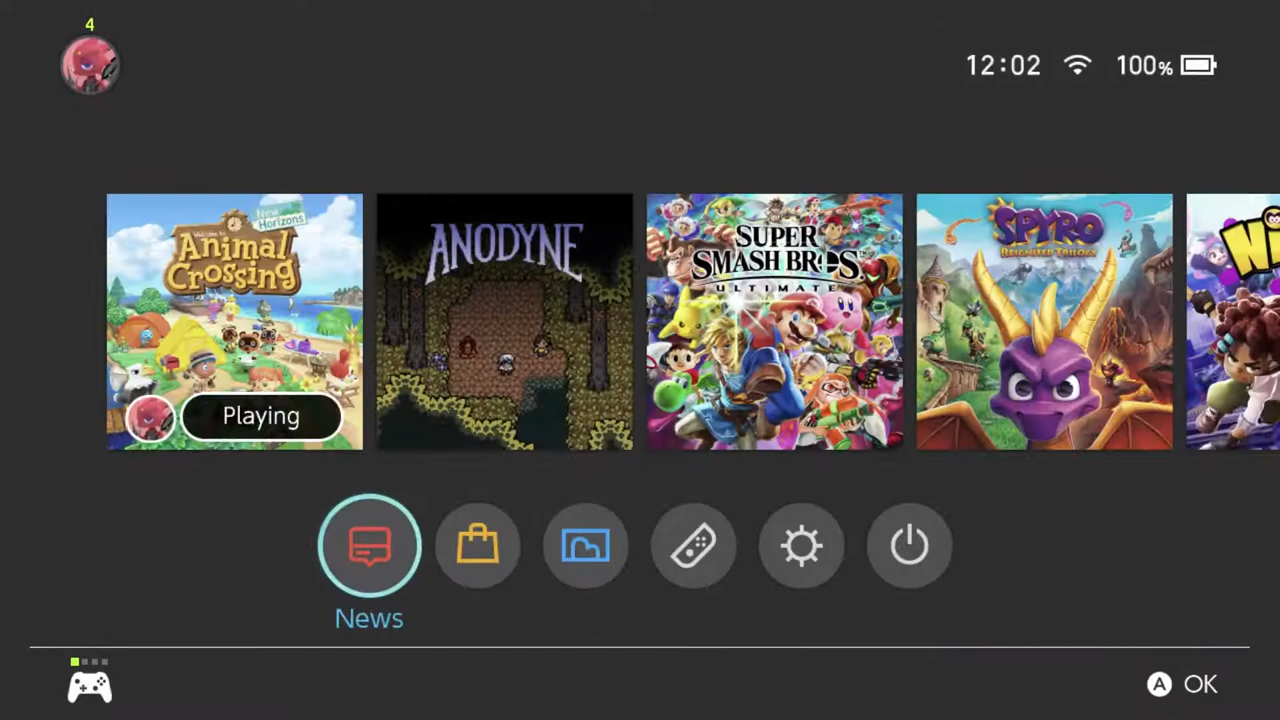 4
12:02 100%
New Horizons
Welcome to
Animal Crossing
Playing
ANODYNE
SUPER
SMASH BROS.
ULTIMATE
SPYRO
REIGNITED TRILOGY
News
A OK